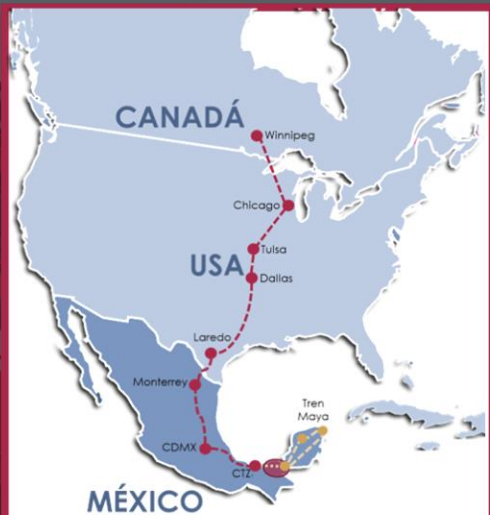 CANADÁ
Winnipeg
Chicago
Tulsa
USA
Dallas
Laredo
Monterrey
Tren
Maya
CDMX
CTZ
MÉXICO